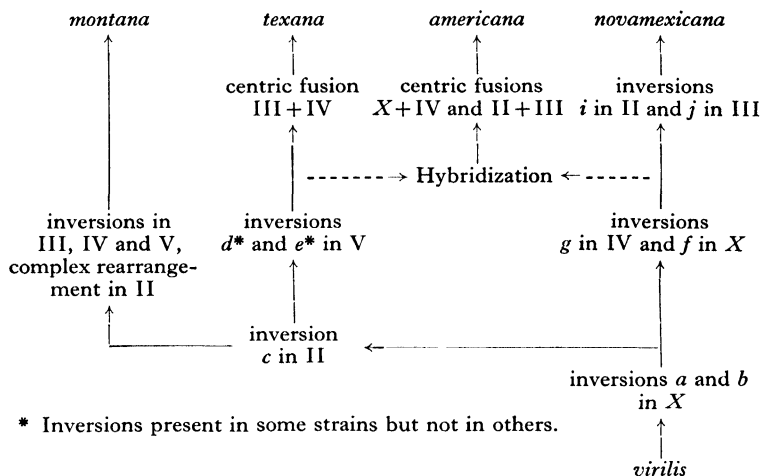 montana texana americana novamexicana
centric fusion centric fusions inversions
III+IV X+IV and II+III i in II and j in III
Hybridization
inversions in inversions inversions
III, IV and V, d* and e* in V g in IV and f in X
complex rearrange-
ment in II
inversion
c in II
inversions a and b
in X
* Inversions present in some strains but not in others.
virilis